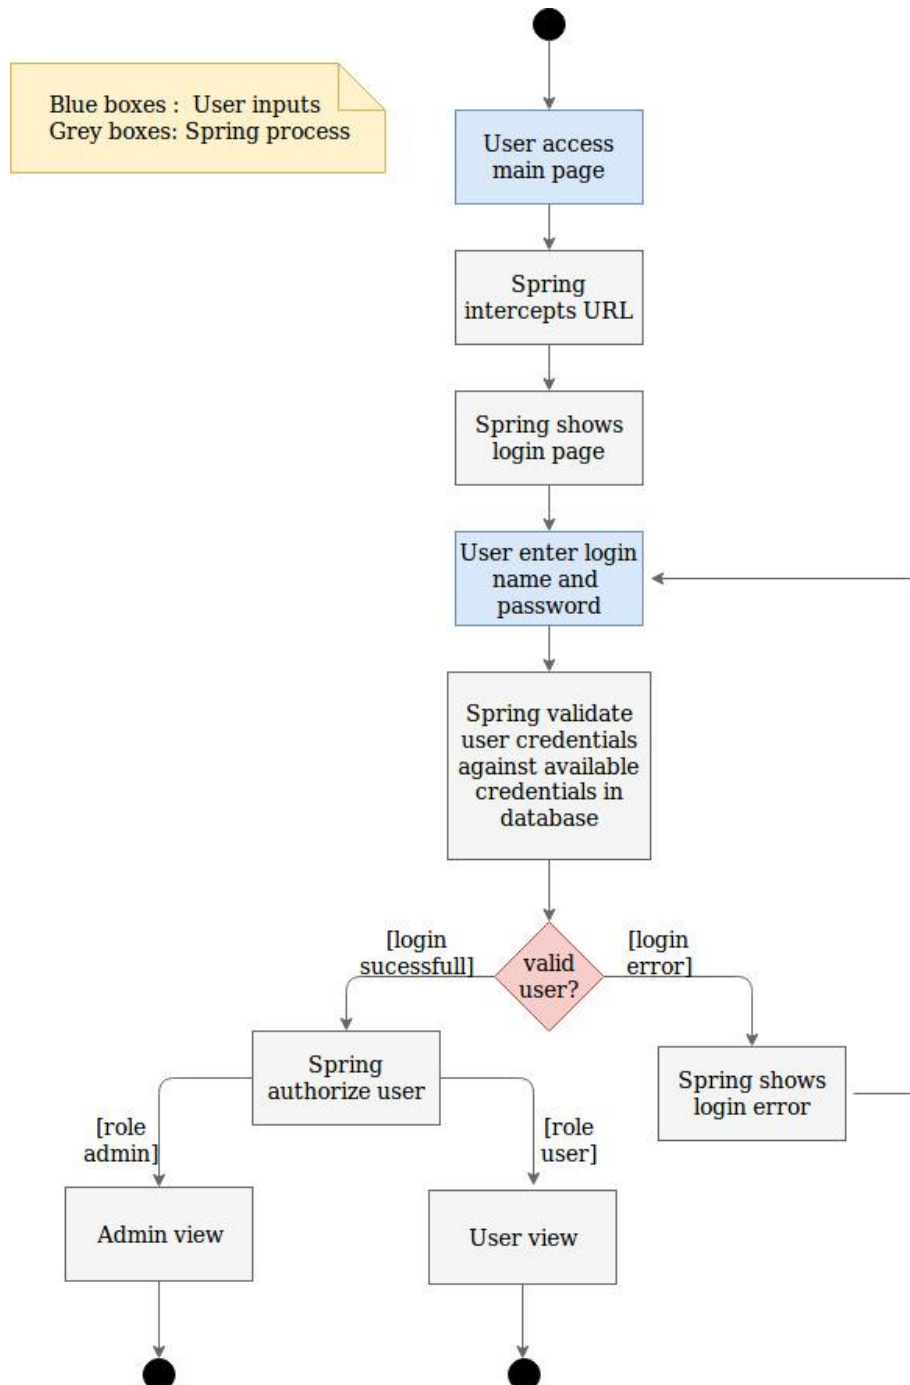 Blue boxes :  User inputs
Grey boxes: Spring process
User access
main page
Spring
intercepts URL
Spring shows
login page
User enter login
name and
password
Spring validate
user credentials
against available
credentials in
database
[login
sucessfull]
valid
user?
[login
error]
Spring
authorize user
Spring shows
login error
[role
admin]
[role
user]
Admin view
User view